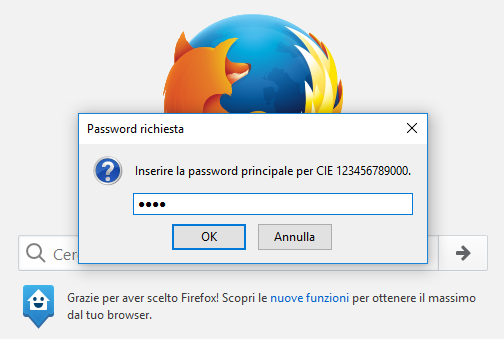 Password richiesta
Inserire la password principale per CIE 123456789000.
••••
OK
Annulla
Cer
Grazie per aver scelto Firefox! Scopri le nuove funzioni per ottenere il massimo
dal tuo browser.